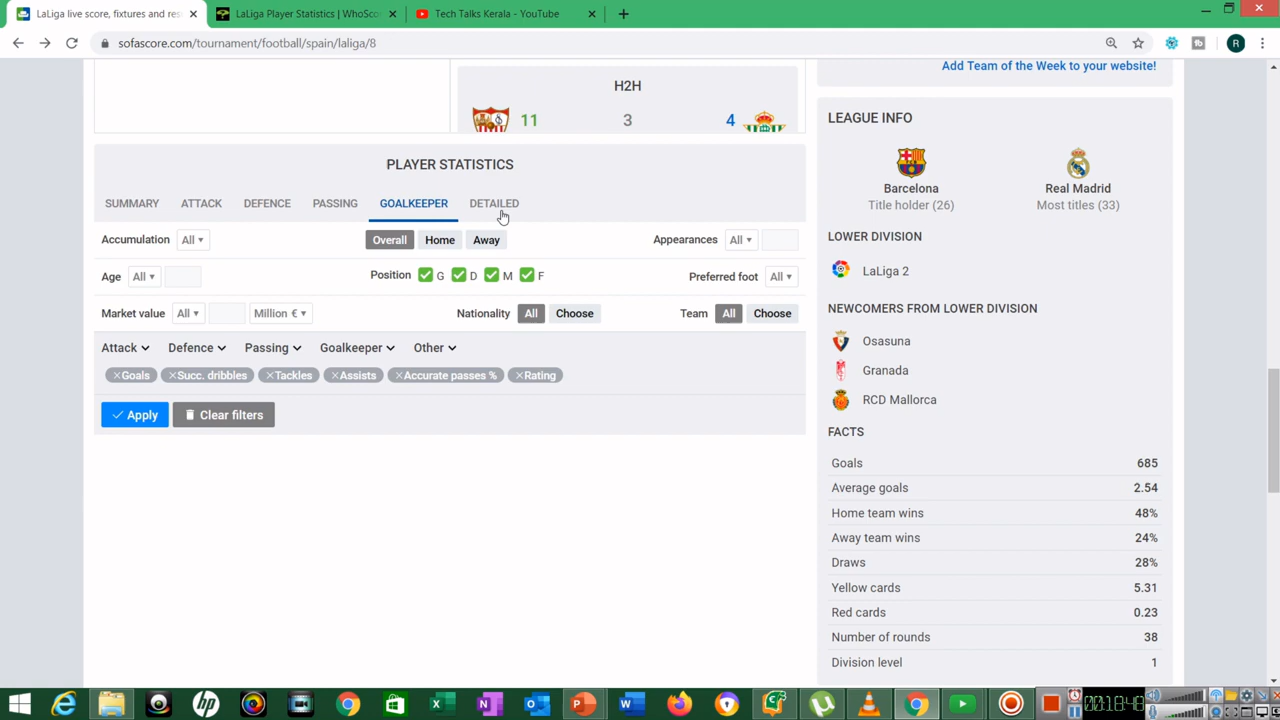 LaLiga live score, fixtures and res
LaLiga Player Statistics | WhoSco
Tech Talks Kerala - YouTube
sofascore.com/tournament/football/spain/laliga/8
R
Add Team of the Week to your website!
H2H
11 3 4
PLAYER STATISTICS
SUMMARY ATTACK DEFENCE PASSING GOALKEEPER DETAILED
Accumulation All Overall Home Away Appearances All
Age All Position G D M F Preferred foot All
Market value All Million € Nationality All Choose Team All Choose
Attack Defence Passing Goalkeeper Other
×Goals ×Succ. dribbles ×Tackles ×Assists ×Accurate passes % ×Rating
Apply Clear filters
LEAGUE INFO
Barcelona Real Madrid
Title holder (26) Most titles (33)
LOWER DIVISION
LaLiga 2
NEWCOMERS FROM LOWER DIVISION
Osasuna
Granada
RCD Mallorca
FACTS
Goals 685
Average goals 2.54
Home team wins 48%
Away team wins 24%
Draws 28%
Yellow cards 5.31
Red cards 0.23
Number of rounds 38
Division level 1
00:18:48